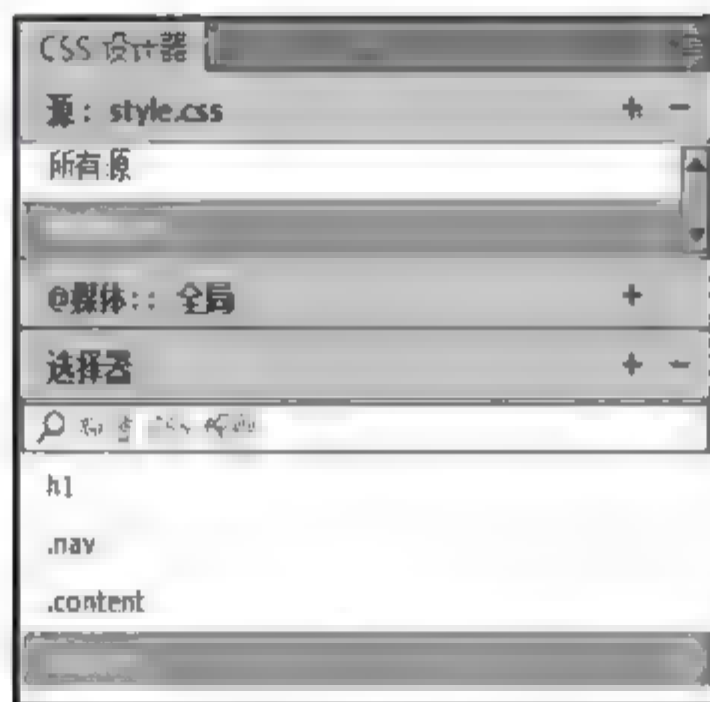 CSS 设计器
源: style.css + -
所有源
@媒体:: 全局 +
选择器 + -
h1
.nav
.content